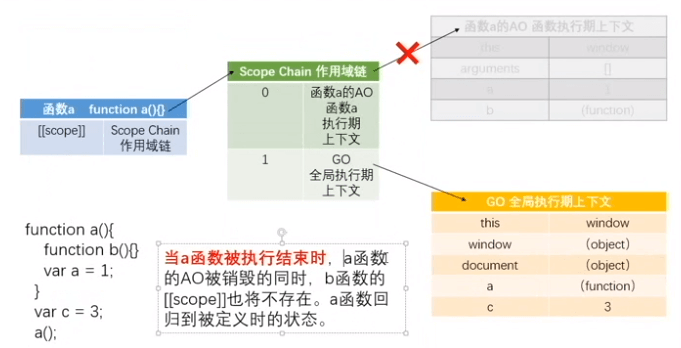 函数a的AO 函数执行期上下文
this window
arguments []
a 1
b (function)
Scope Chain 作用域链
0 函数a的AO
函数a
执行期
上下文
1 GO
全局执行期
上下文
函数a function a(){}
[[scope]] Scope Chain
作用域链
GO 全局执行期上下文
this window
window (object)
document (object)
a (function)
c 3
function a(){
function b(){}
var a = 1;
}
var c = 3;
a();
当a函数被执行结束时，a函数
的AO被销毁的同时，b函数的
[[scope]]也将不存在。a函数回
归到被定义时的状态。